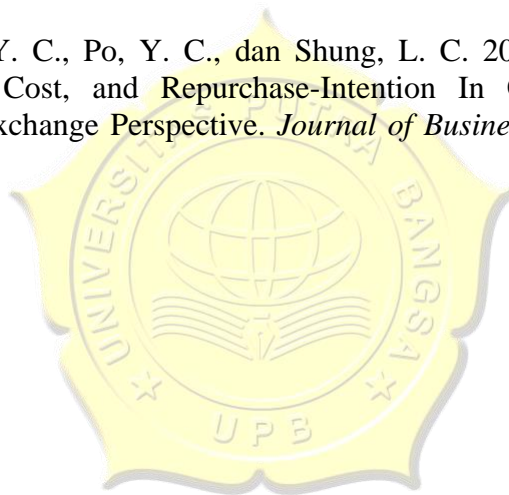 Y. C., Po, Y. C., dan Shung, L. C. 20
Cost, and Repurchase-Intention In
xchange Perspective. Journal of Busine
UNIVERSITAS PUTRA BANGSA
UPB